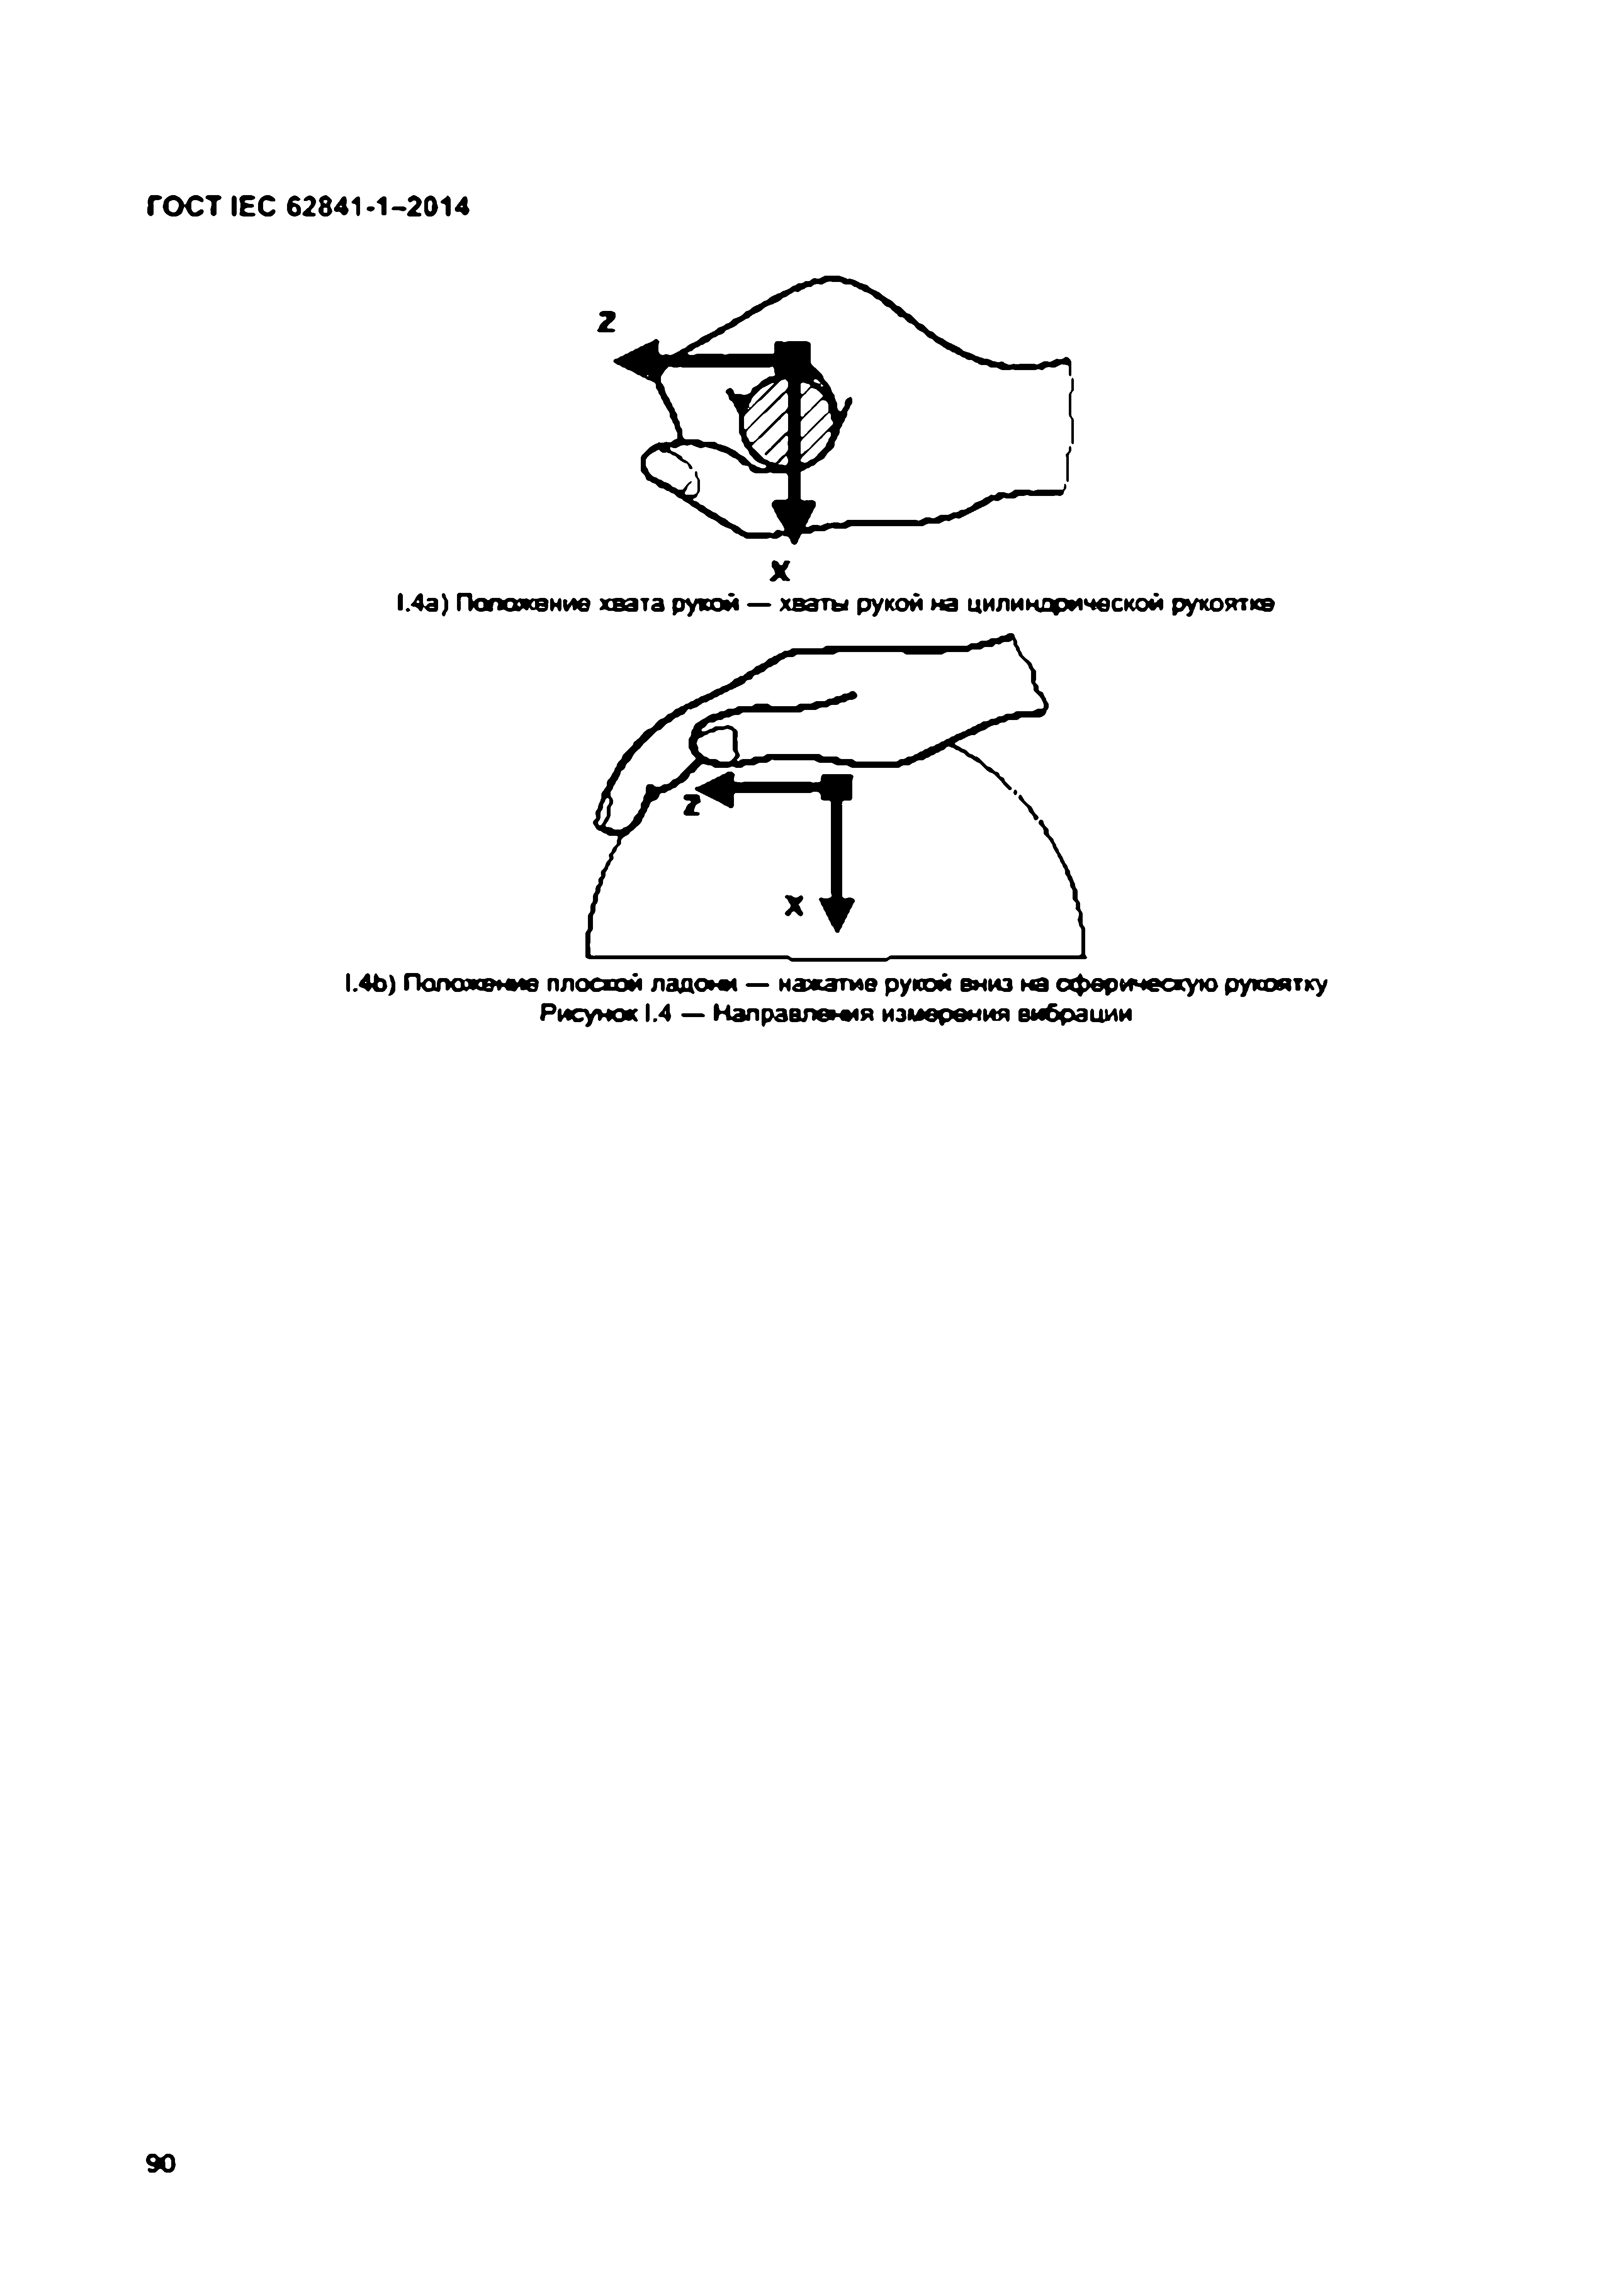 ГОСТ IEC 62841-1–2014
z
x
I.4a) Положение хвата рукой — хваты рукой на цилиндрической рукоятке
z
x
I.4b) Положение плоской ладони — нажатие рукой вниз на сферическую рукоятку
Рисунок I.4 — Направления измерения вибрации
90